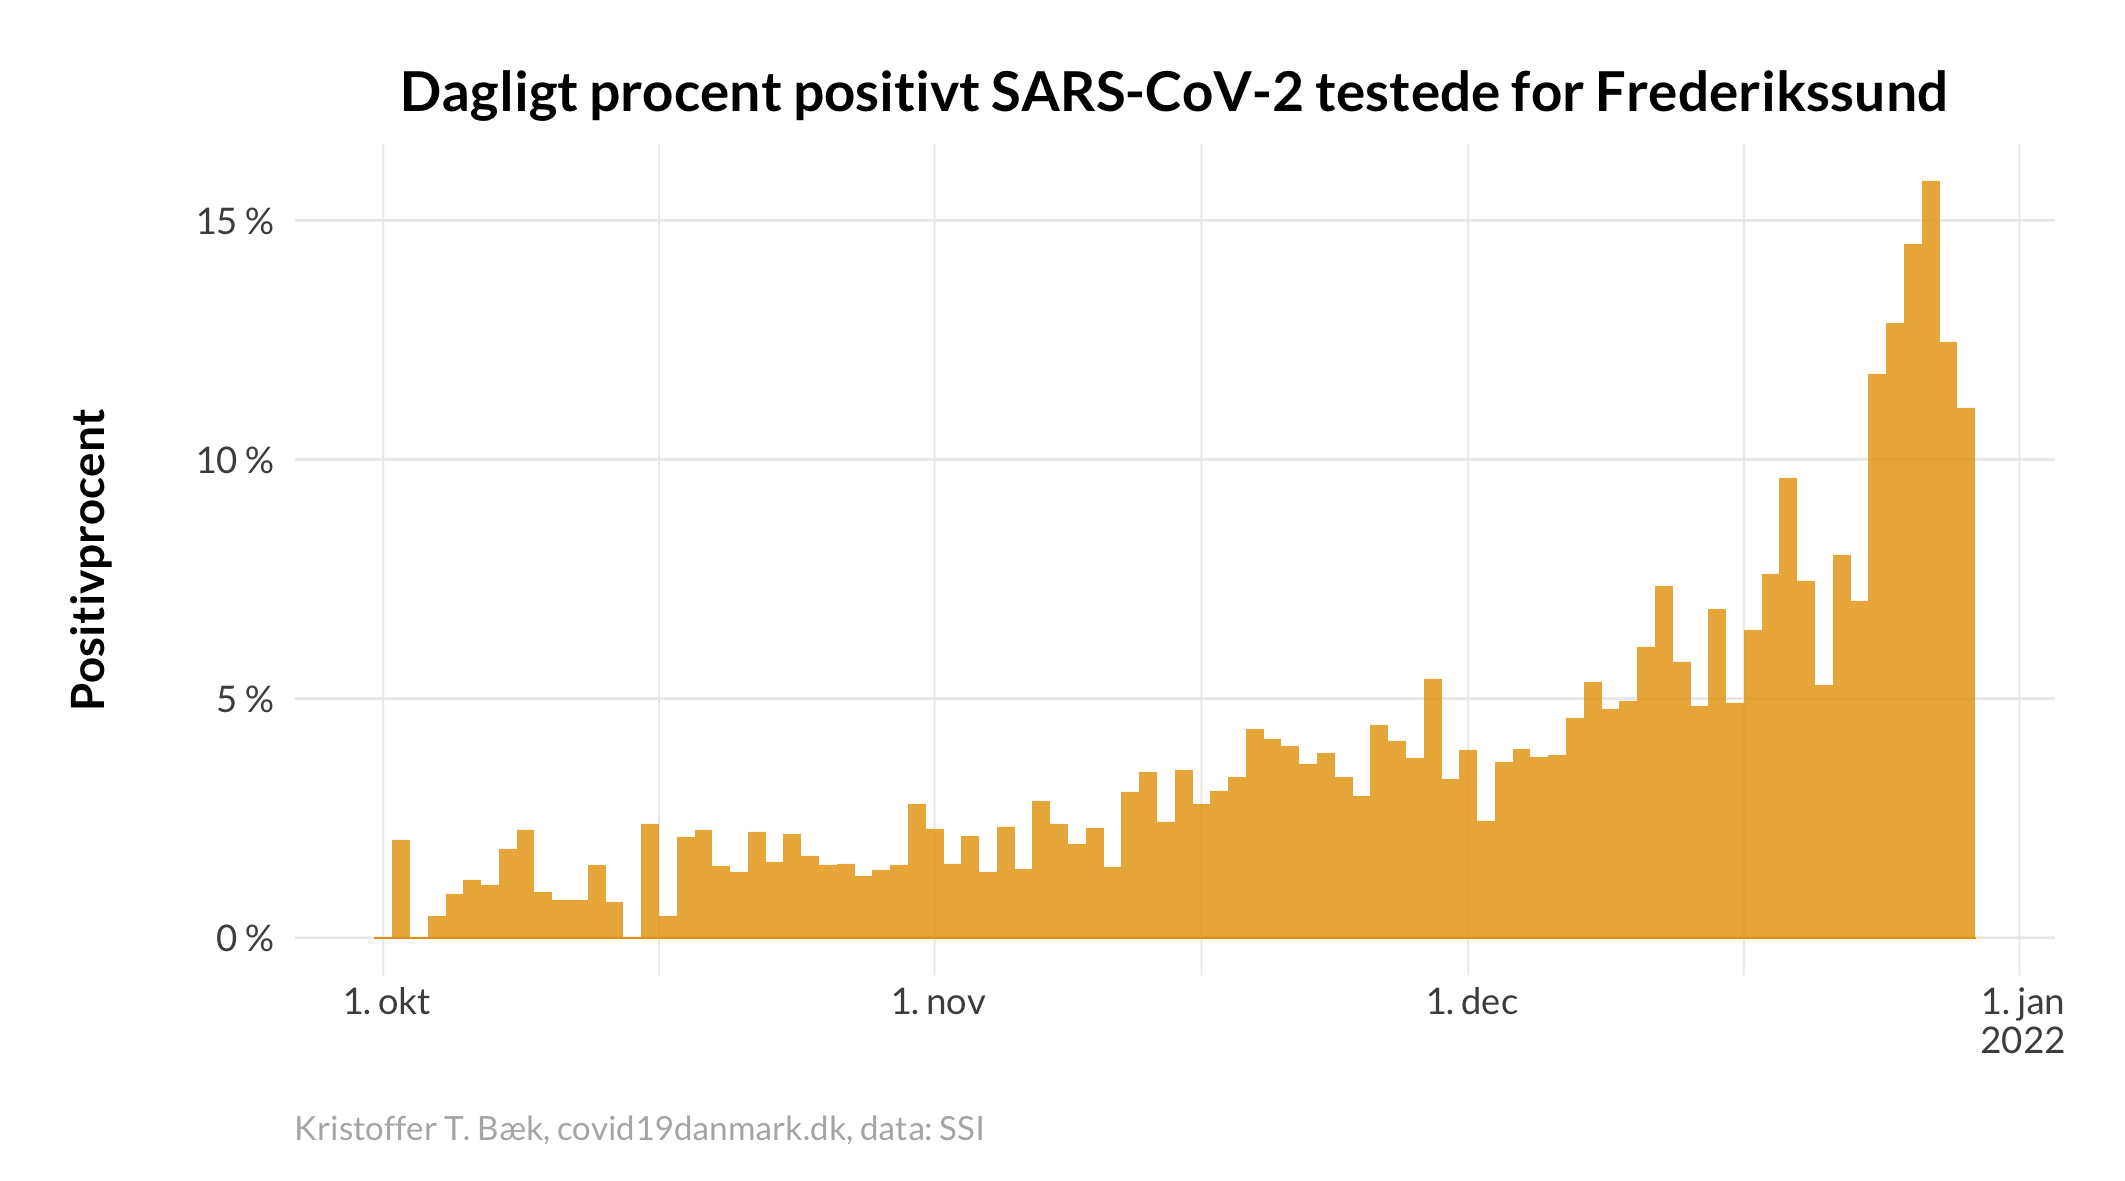 Dagligt procent positivt SARS-CoV-2 testede for Frederikssund
Positivprocent
15 %
10 %
5 %
0 %
1. okt
1. nov
1. dec
1. jan
2022
Kristoffer T. Bæk, covid19danmark.dk, data: SSI